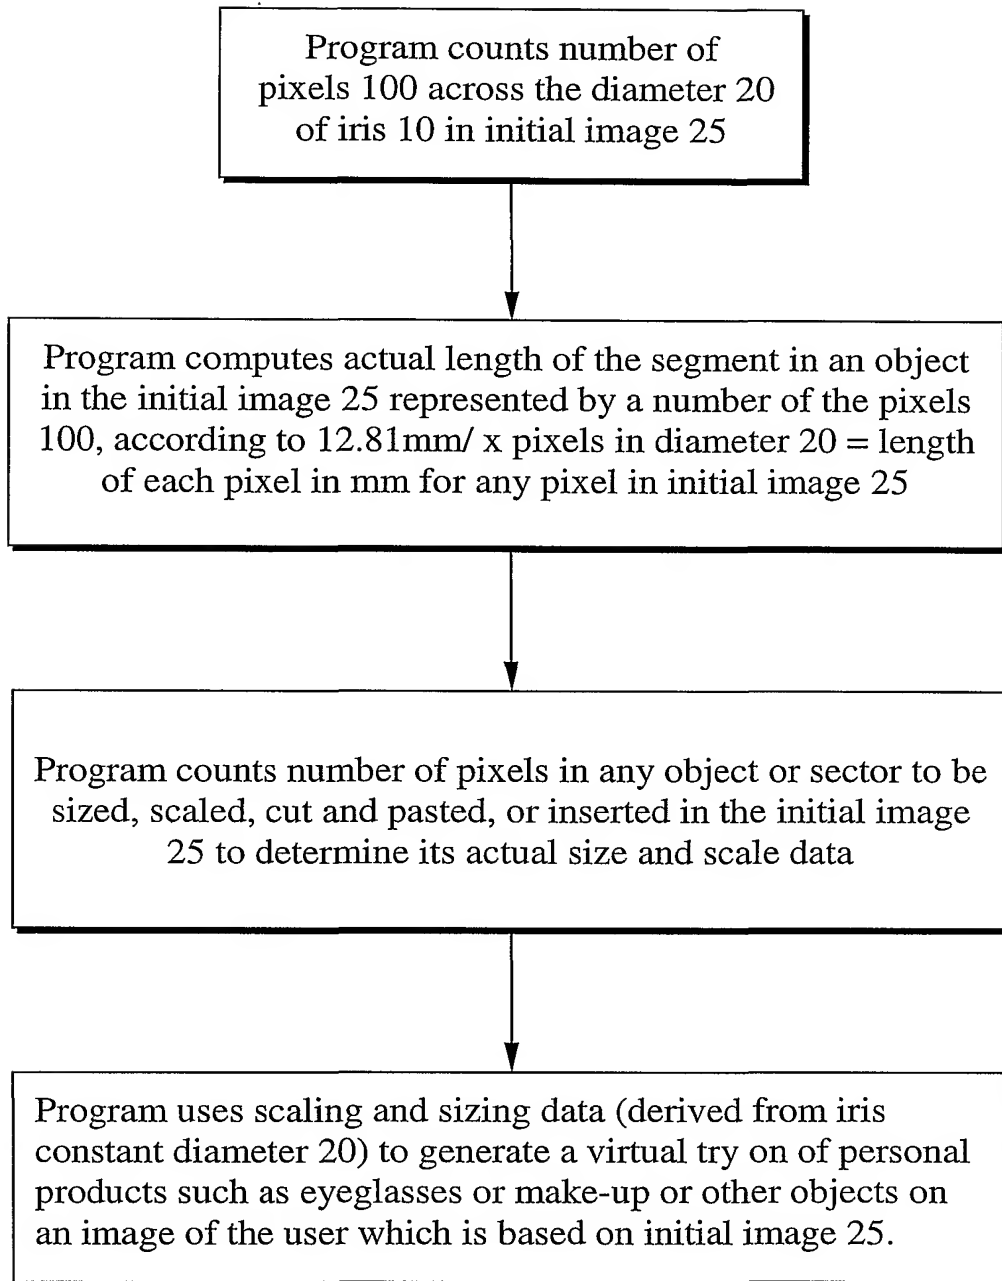 Program counts number of
pixels 100 across the diameter 20
of iris 10 in initial image 25
Program computes actual length of the segment in an object
in the initial image 25 represented by a number of the pixels
100, according to 12.81mm/ x pixels in diameter 20 = length
of each pixel in mm for any pixel in initial image 25
Program counts number of pixels in any object or sector to be
sized, scaled, cut and pasted, or inserted in the initial image
25 to determine its actual size and scale data
Program uses scaling and sizing data (derived from iris
constant diameter 20) to generate a virtual try on of personal
products such as eyeglasses or make-up or other objects on
an image of the user which is based on initial image 25.